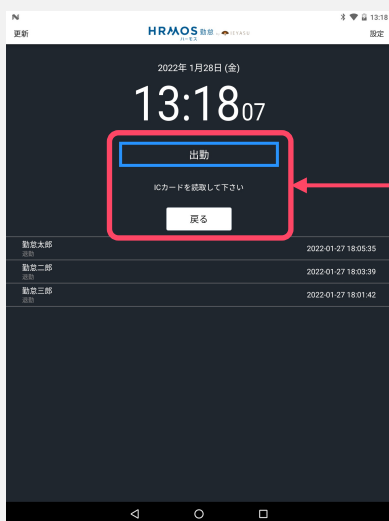 13:18
更新
HRMOS 勤怠 by IEYASU
ハーモス
設定
2022年 1月28日 (金)
13:18 07
出勤
ICカードを読取して下さい
戻る
勤怠太郎
退勤
2022-01-27 18:05:35
勤怠二郎
退勤
2022-01-27 18:03:39
勤怠三郎
退勤
2022-01-27 18:01:42